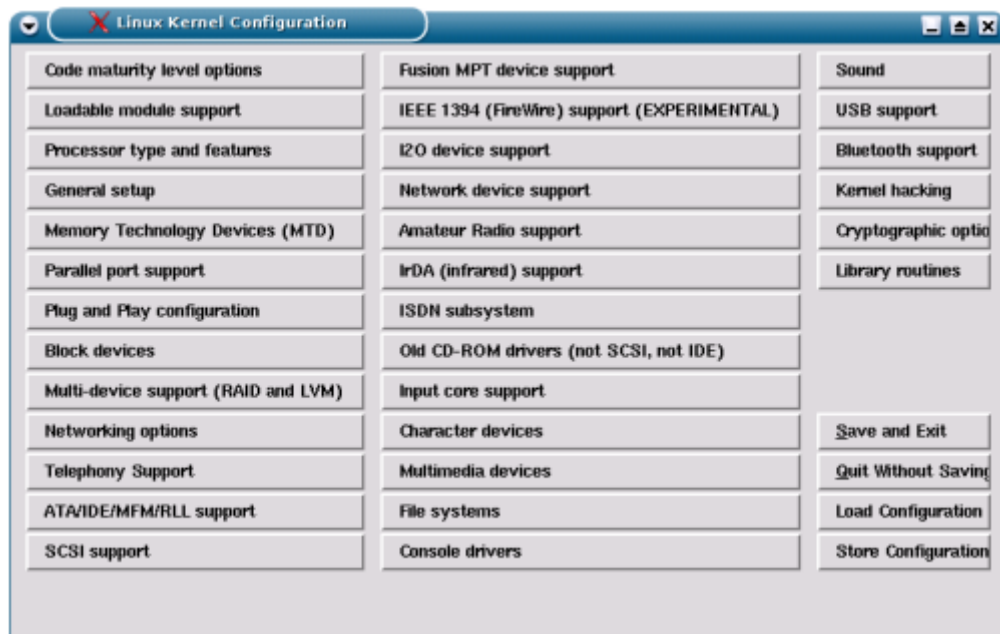 Linux Kernel Configuration
Code maturity level options
Loadable module support
Processor type and features
General setup
Memory Technology Devices (MTD)
Parallel port support
Plug and Play configuration
Block devices
Multi-device support (RAID and LVM)
Networking options
Telephony Support
ATA/IDE/MFM/RLL support
SCSI support
Fusion MPT device support
IEEE 1394 (FireWire) support (EXPERIMENTAL)
I2O device support
Network device support
Amateur Radio support
IrDA (infrared) support
ISDN subsystem
Old CD-ROM drivers (not SCSI, not IDE)
Input core support
Character devices
Multimedia devices
File systems
Console drivers
Sound
USB support
Bluetooth support
Kernel hacking
Cryptographic optio
Library routines
Save and Exit
Quit Without Saving
Load Configuration
Store Configuration